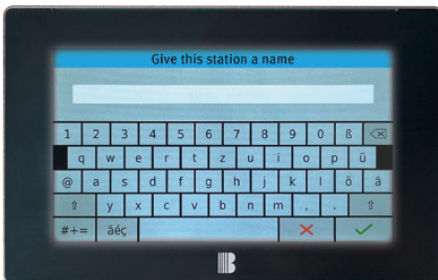 Give this station a name
1 2 3 4 5 6 7 8 9 0 ß
q w e r t z u i o p ü
@ a s d f g h j k l ö ä
y x c v b n m , .
#+= äéç
B